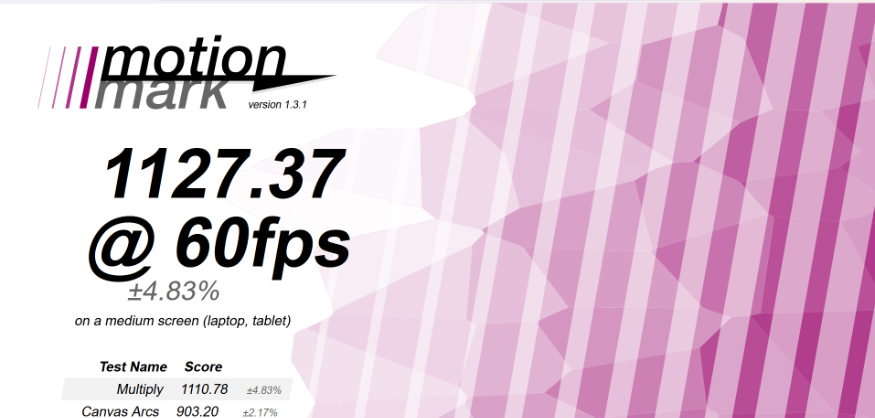 motion
mark
version 1.3.1
1127.37
@ 60fps
±4.83%
on a medium screen (laptop, tablet)
Test Name Score
Multiply 1110.78 ±4.83%
Canvas Arcs 903.20 ±2.17%